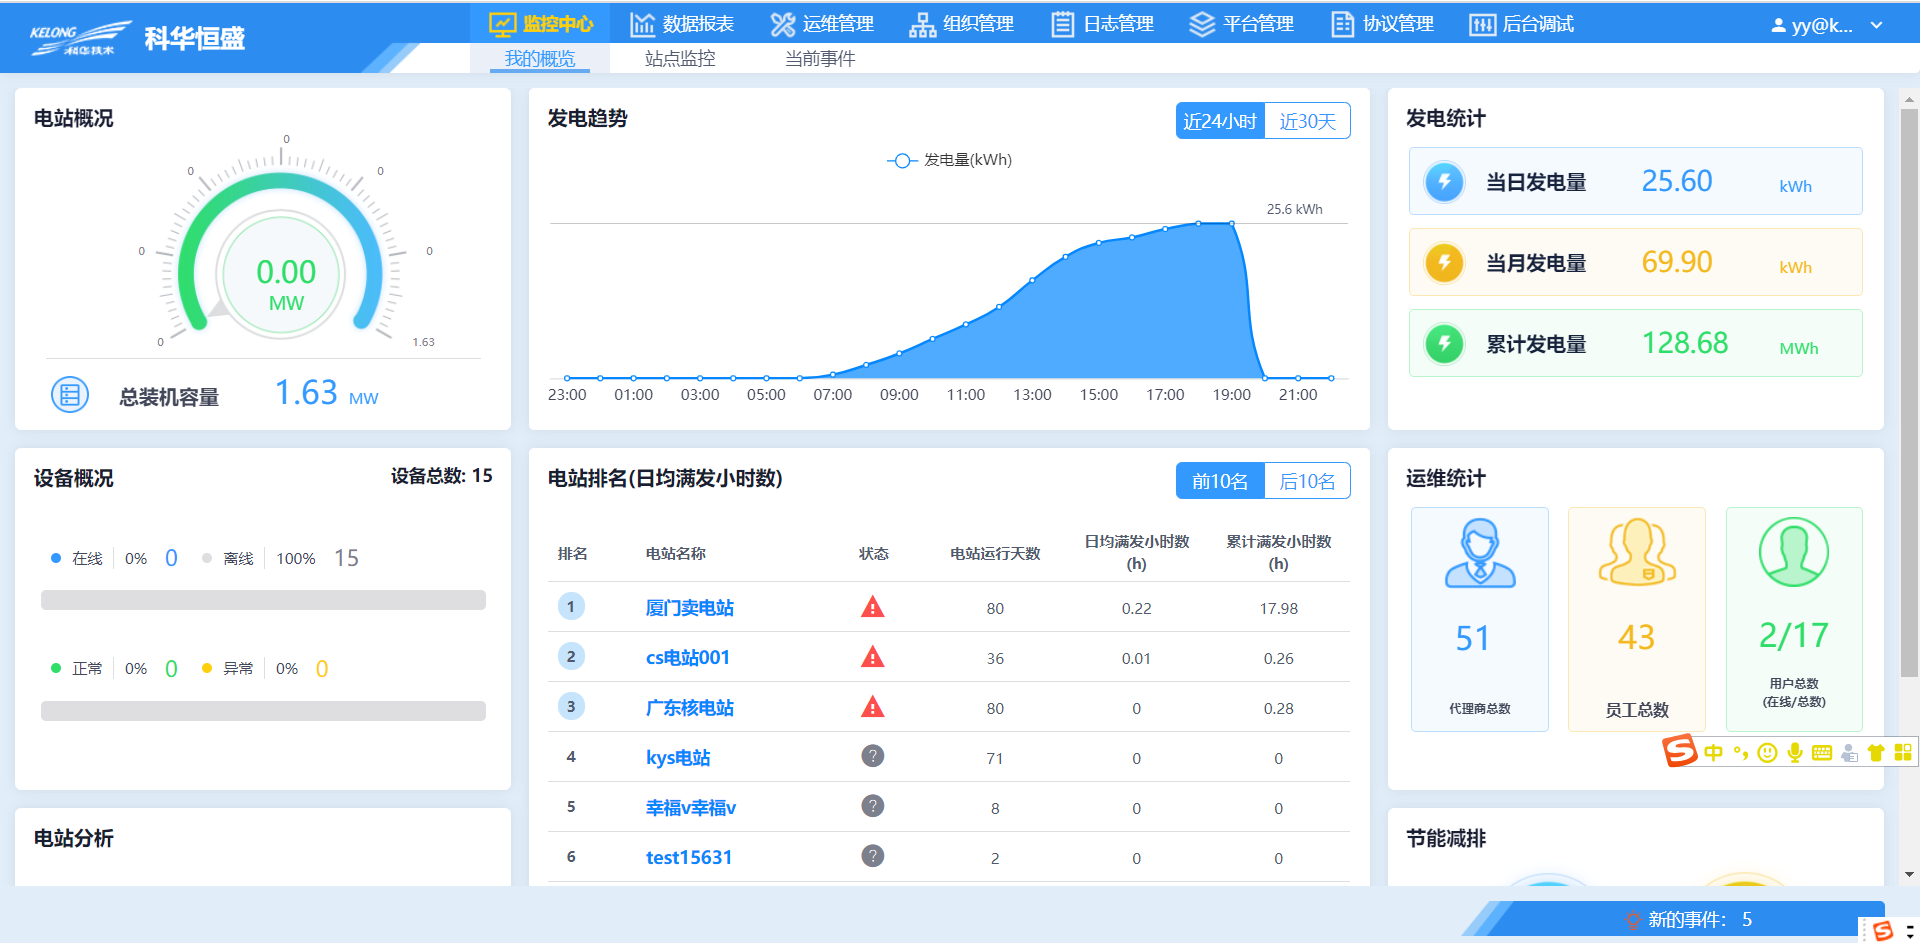 KELONG 科华技术 科华恒盛 监控中心 数据报表 运维管理 组织管理 日志管理 平台管理 协议管理 后台调试 yy@k...
我的概览 站点监控 当前事件
电站概况
0
0 0
0 0
0 1.63
0.00
MW
总装机容量 1.63 MW
发电趋势 近24小时 近30天
发电量(kWh)
25.6 kWh
23:00 01:00 03:00 05:00 07:00 09:00 11:00 13:00 15:00 17:00 19:00 21:00
发电统计
当日发电量 25.60 kWh
当月发电量 69.90 kWh
累计发电量 128.68 MWh
设备概况 设备总数: 15
在线 0% 0 离线 100% 15
正常 0% 0 异常 0% 0
电站排名(日均满发小时数) 前10名 后10名
排名 电站名称 状态 电站运行天数 日均满发小时数(h) 累计满发小时数(h)
1 厦门卖电站 80 0.22 17.98
2 cs电站001 36 0.01 0.26
3 广东核电站 80 0 0.28
4 kys电站 ? 71 0 0
5 幸福v幸福v ? 8 0 0
6 test15631 ? 2 0 0
运维统计
51
代理商总数
43
员工总数
2/17
用户总数
(在线/总数)
S 中
电站分析
节能减排
新的事件: 5
S